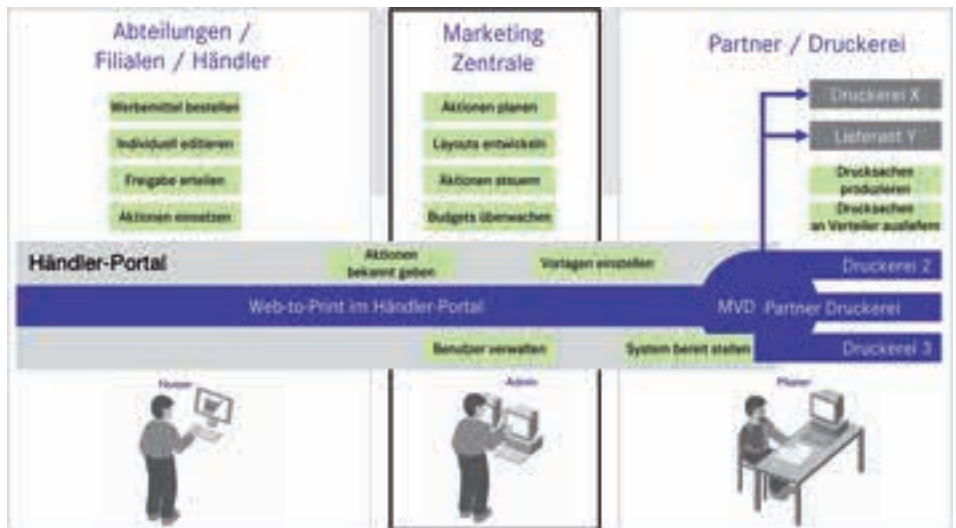 Abteilungen /
Filialen / Händler
Werbemittel bestellen
Individuell editieren
Freigabe erteilen
Aktionen einsetzen
Marketing
Zentrale
Aktionen planen
Layouts entwickeln
Aktionen steuern
Budgets überwachen
Partner / Druckerei
Druckerei X
Lieferant Y
Drucksachen
produzieren
Drucksachen
an Verteiler ausliefern
Händler-Portal
Aktionen
bekannt geben
Vorlagen einstellen
Druckerei 2
Web-to-Print im Händler-Portal
MVD Partner Druckerei
Benutzer verwalten
System bereit stellen
Druckerei 3
Nutzer
Admin